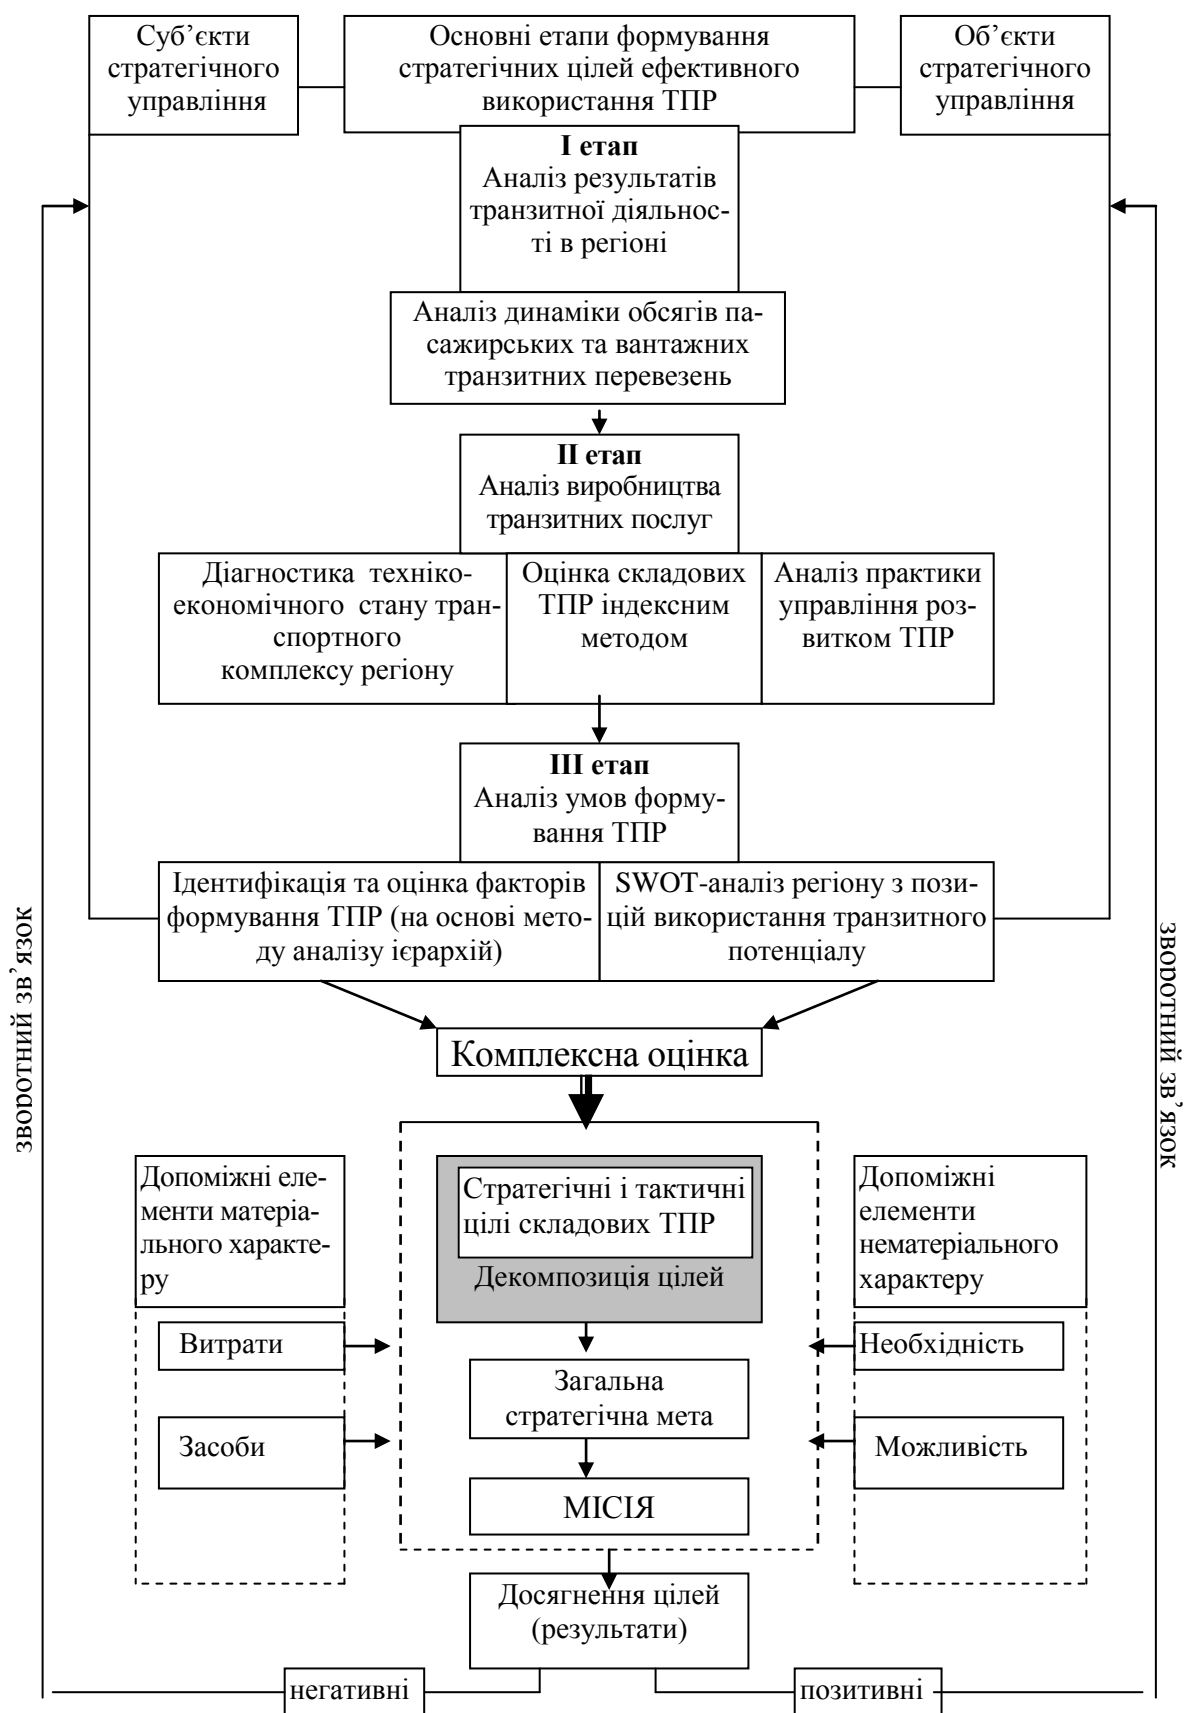 Суб’єкти
стратегічного
управління
Основні етапи формування
стратегічних цілей ефективного
використання ТПР
Об’єкти
стратегічного
управління
І етап
Аналіз результатів
транзитної діяльнос-
ті в регіоні
Аналіз динаміки обсягів па-
сажирських та вантажних
транзитних перевезень
ІІ етап
Аналіз виробництва
транзитних послуг
Діагностика техніко-
економічного стану тран-
спортного
комплексу регіону
Оцінка складових
ТПР індексним
методом
Аналіз практики
управління роз-
витком ТПР
ІІІ етап
Аналіз умов форму-
вання ТПР
Ідентифікація та оцінка факторів
формування ТПР (на основі мето-
ду аналізу ієрархій)
SWOT-аналіз регіону з пози-
цій використання транзитного
потенціалу
зворотний зв’язок
зворотний зв’язок
Комплексна оцінка
Допоміжні еле-
менти матеріа-
льного характе-
ру
Стратегічні і тактичні
цілі складових ТПР
Декомпозиція цілей
Допоміжні
елементи
нематеріального
характеру
Витрати
Необхідність
Загальна
стратегічна мета
Засоби
Можливість
МІСІЯ
Досягнення цілей
(результати)
негативні
позитивні